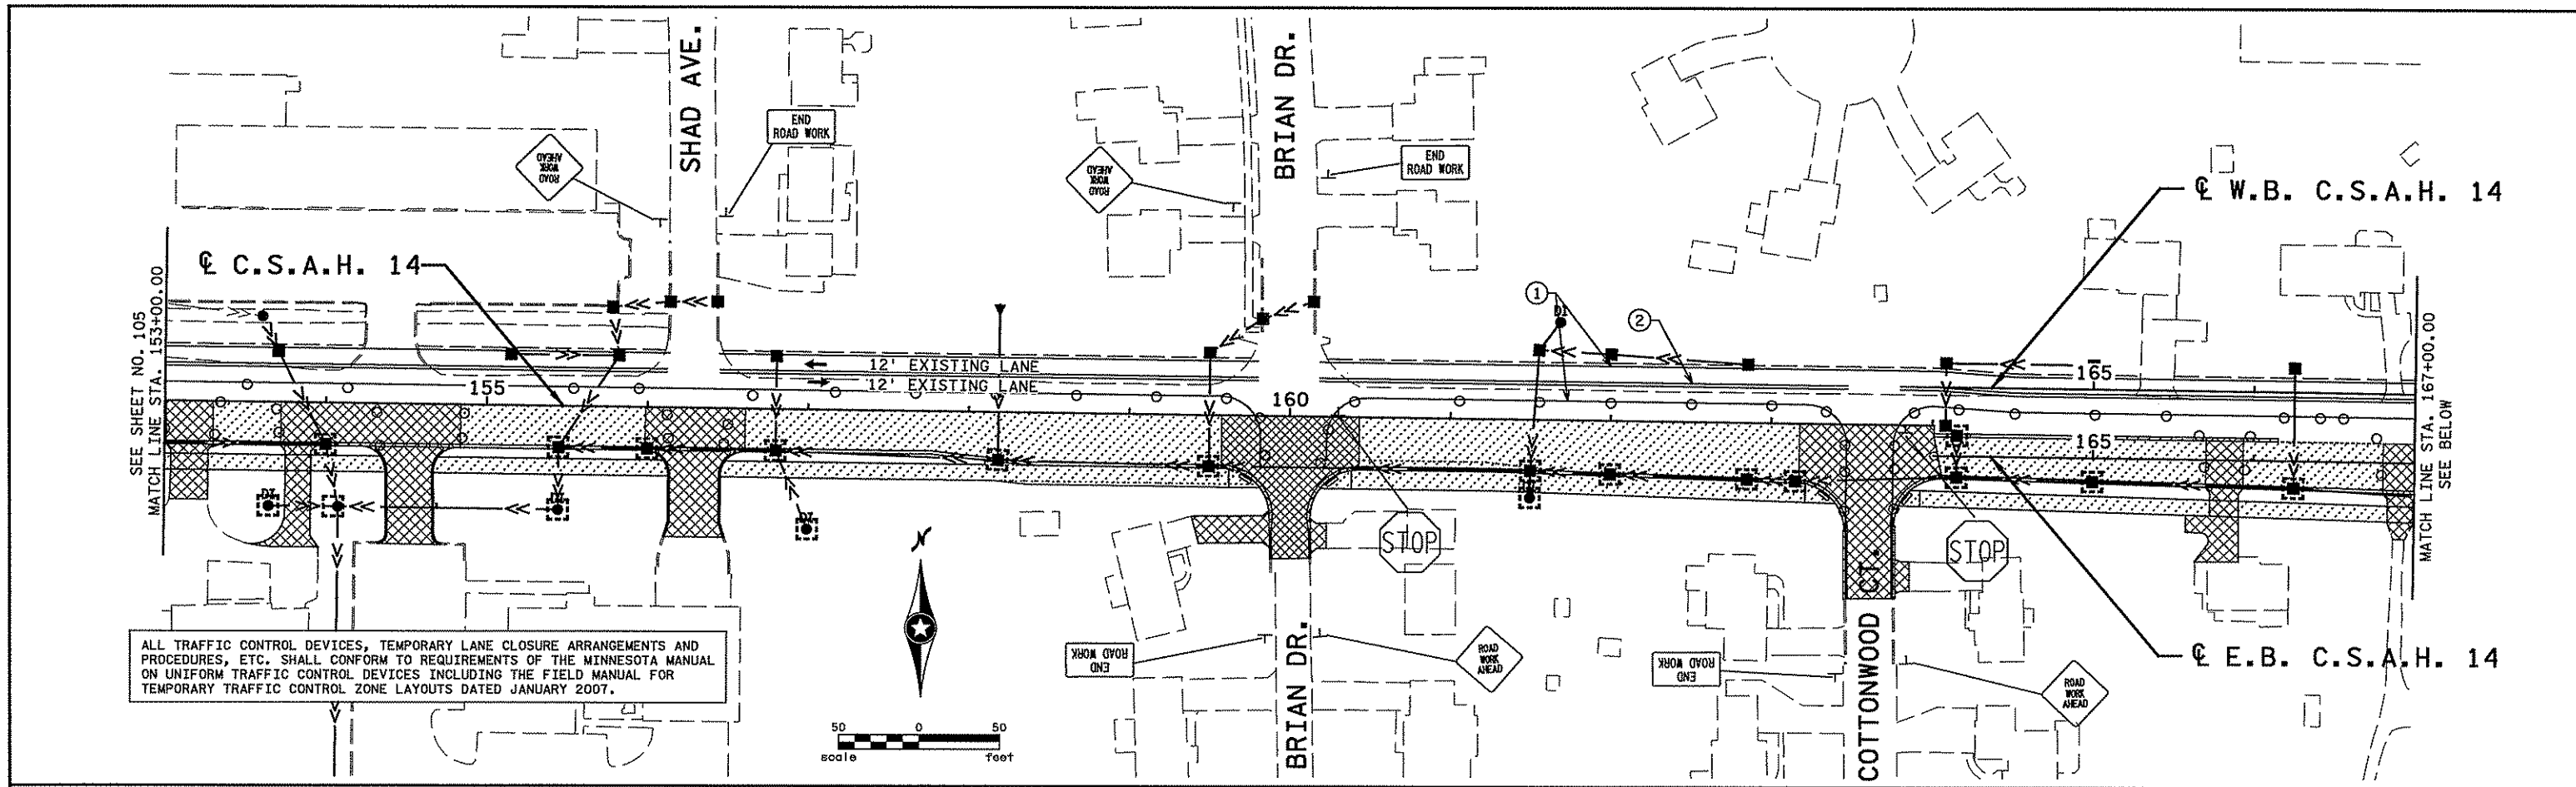 SHAD AVE.
BRIAN DR.
END
ROAD WORK
ROAD
WORK
AHEAD
ROAD
WORK
AHEAD
END
ROAD WORK
℄ W.B. C.S.A.H. 14
℄ C.S.A.H. 14
SEE SHEET NO. 105
MATCH LINE STA. 153+00.00
1
2
DI
12' EXISTING LANE
12' EXISTING LANE
155
160
165
165
MATCH LINE STA. 167+00.00
SEE BELOW
DI
DI
DI
N
STOP
STOP
ALL TRAFFIC CONTROL DEVICES, TEMPORARY LANE CLOSURE ARRANGEMENTS AND
PROCEDURES, ETC. SHALL CONFORM TO REQUIREMENTS OF THE MINNESOTA MANUAL
ON UNIFORM TRAFFIC CONTROL DEVICES INCLUDING THE FIELD MANUAL FOR
TEMPORARY TRAFFIC CONTROL ZONE LAYOUTS DATED JANUARY 2007.
END
ROAD WORK
BRIAN DR.
ROAD
WORK
AHEAD
END
ROAD WORK
COTTONWOOD CT.
ROAD
WORK
AHEAD
℄ E.B. C.S.A.H. 14
50 0 50
scale feet